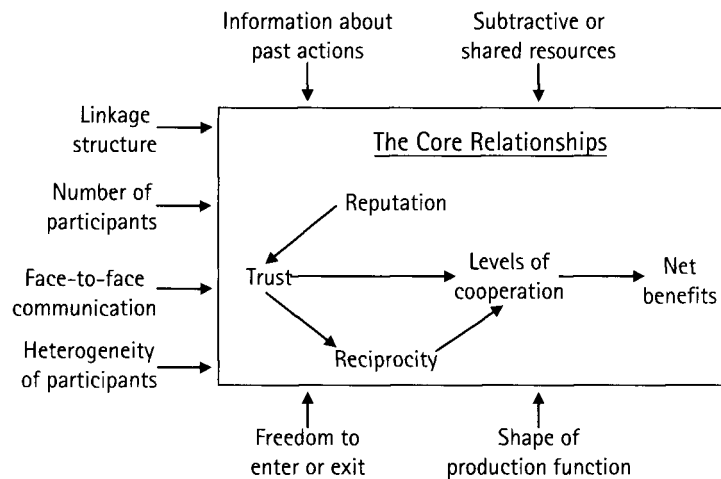 Information about
past actions
Subtractive or
shared resources
Linkage
structure
The Core Relationships
Number of
participants
Reputation
Face-to-face
communication
Trust
Levels of
cooperation
Net
benefits
Heterogeneity
of participants
Reciprocity
Freedom to
enter or exit
Shape of
production function